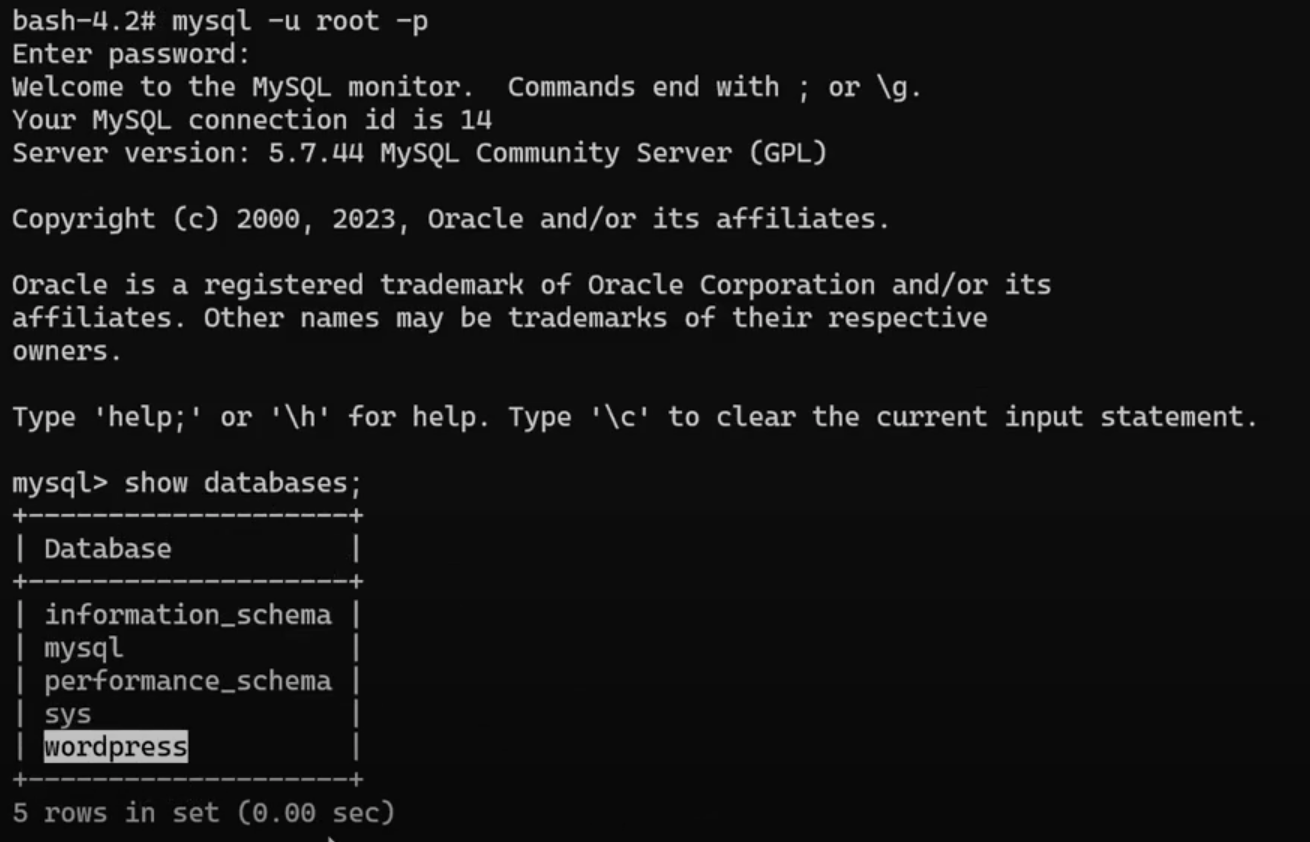 bash-4.2# mysql -u root -p
Enter password:
Welcome to the MySQL monitor.  Commands end with ; or \g.
Your MySQL connection id is 14
Server version: 5.7.44 MySQL Community Server (GPL)

Copyright (c) 2000, 2023, Oracle and/or its affiliates.

Oracle is a registered trademark of Oracle Corporation and/or its
affiliates. Other names may be trademarks of their respective
owners.

Type 'help;' or '\h' for help. Type '\c' to clear the current input statement.

mysql> show databases;
+--------------------+
| Database           |
+--------------------+
| information_schema |
| mysql              |
| performance_schema |
| sys                |
| wordpress          |
+--------------------+
5 rows in set (0.00 sec)